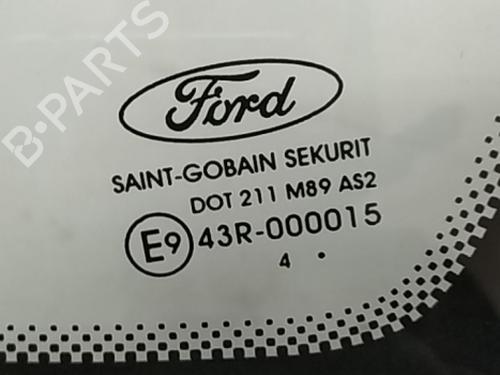 B-PARTS
Ford
SAINT-GOBAIN SEKURIT
DOT 211 M89 AS2
E9 43R-000015
4 •